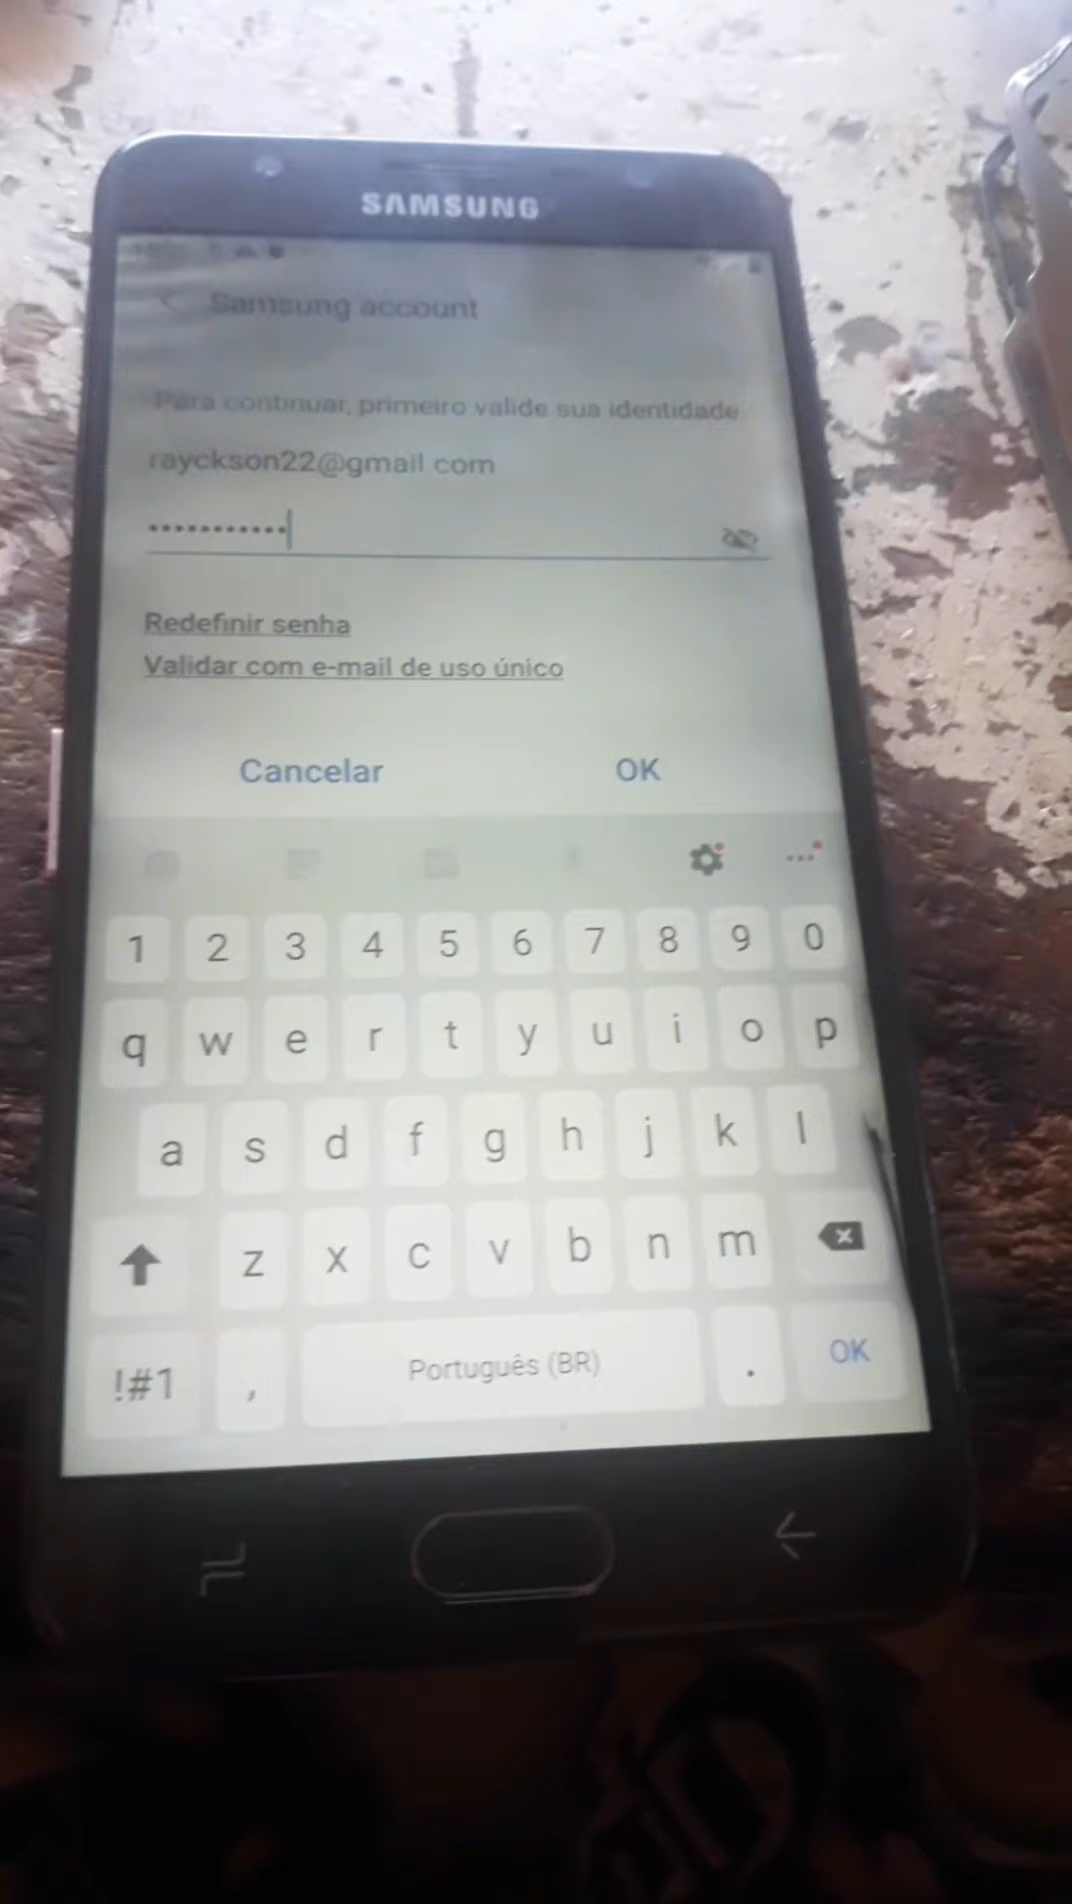 SAMSUNG
Samsung account
Para continuar, primeiro valide sua identidade
rayckson22@gmail.com
•••••••••••
Redefinir senha
Validar com e-mail de uso único
Cancelar OK
1 2 3 4 5 6 7 8 9 0
q w e r t y u i o p
a s d f g h j k l
z x c v b n m
!#1 , Português (BR) . OK